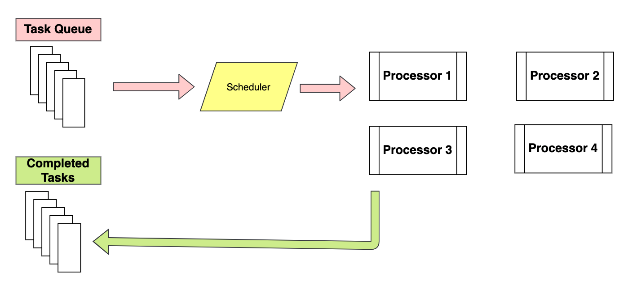 Task Queue
Scheduler
Processor 1
Processor 2
Processor 3
Processor 4
Completed
Tasks